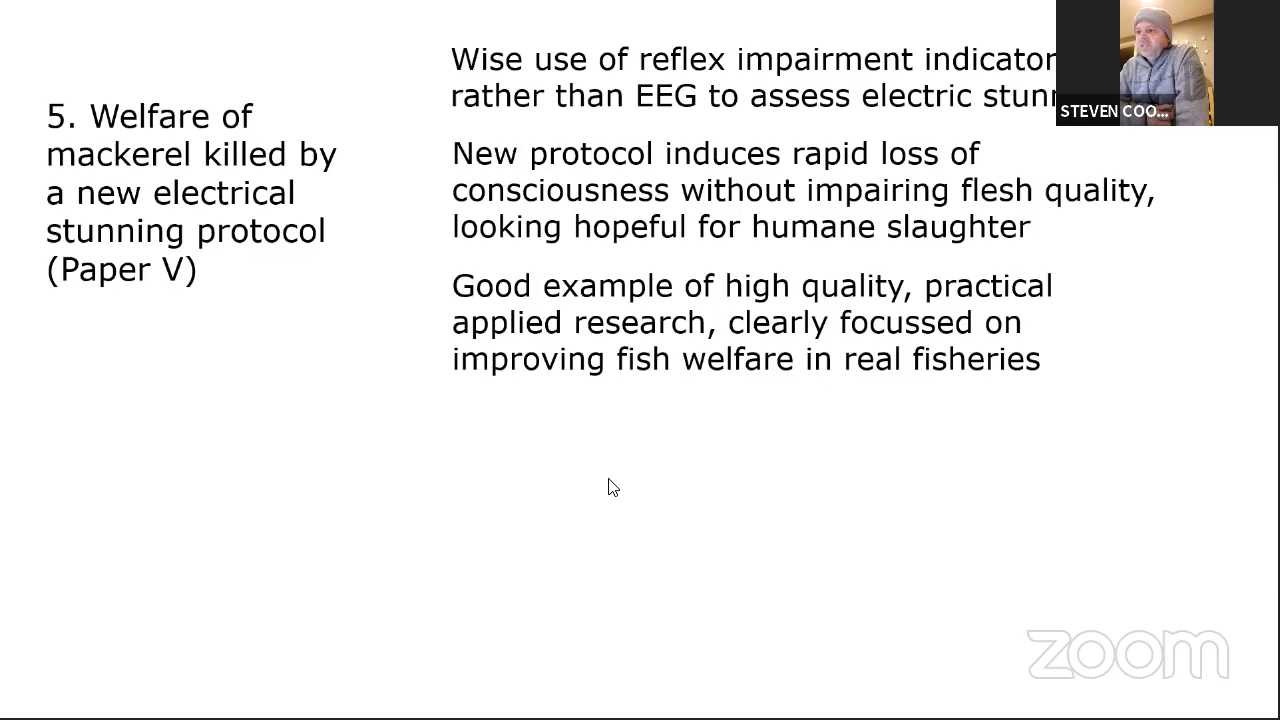 5. Welfare of
mackerel killed by
a new electrical
stunning protocol
(Paper V)
Wise use of reflex impairment indicator
rather than EEG to assess electric
New protocol induces rapid loss of
consciousness without impairing flesh quality,
looking hopeful for humane slaughter
Good example of high quality, practical
applied research, clearly focussed on
improving fish welfare in real fisheries
STEVEN COO...
zoom